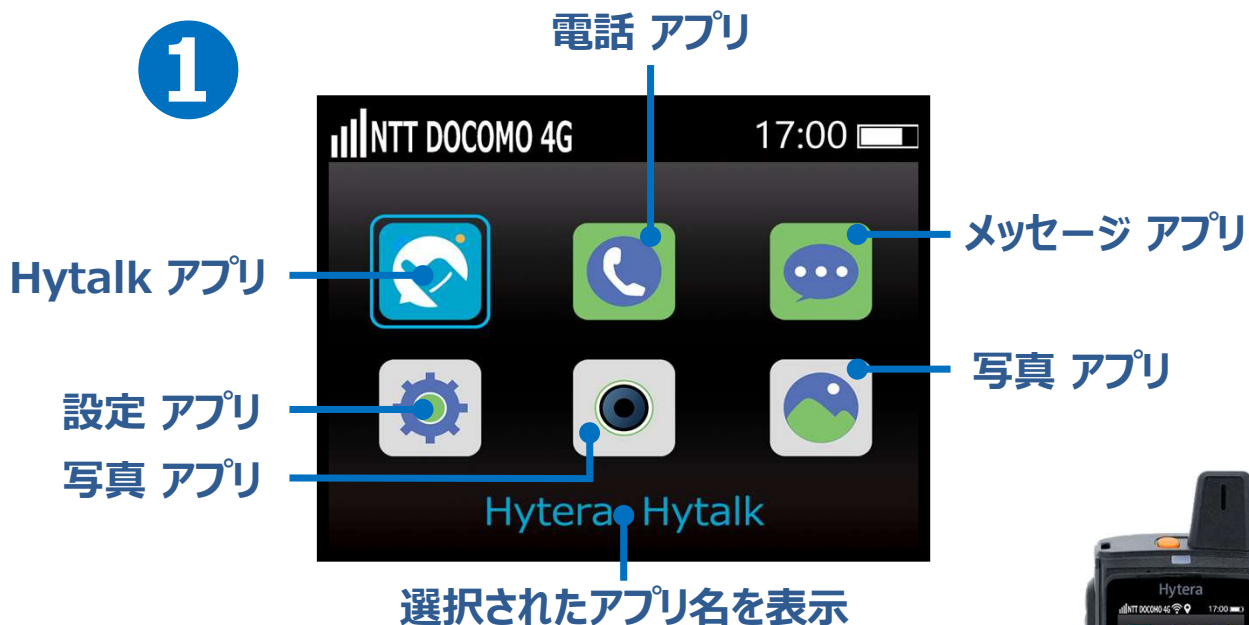 1
電話 アプリ
NTT DOCOMO 4G 17:00
メッセージ アプリ
Hytalk アプリ
写真 アプリ
設定 アプリ
写真 アプリ
Hytera Hytalk
選択されたアプリ名を表示
Hytera
NTT DOCOMO 4G 17:00